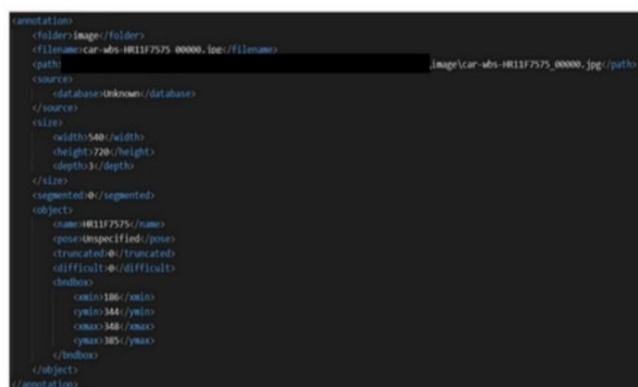 <annotation>
<folder>image</folder>
<filename>car-wbs-HR11F7575_00000.jpg</filename>
<path> image\car-wbs-HR11F7575_00000.jpg</path>
<source>
<database>Unknown</database>
</source>
<size>
<width>540</width>
<height>720</height>
<depth>3</depth>
</size>
<segmented>0</segmented>
<object>
<name>HR11F7575</name>
<pose>Unspecified</pose>
<truncated>0</truncated>
<difficult>0</difficult>
<bndbox>
<xmin>186</xmin>
<ymin>344</ymin>
<xmax>348</xmax>
<ymax>385</ymax>
</bndbox>
</object>
</annotation>